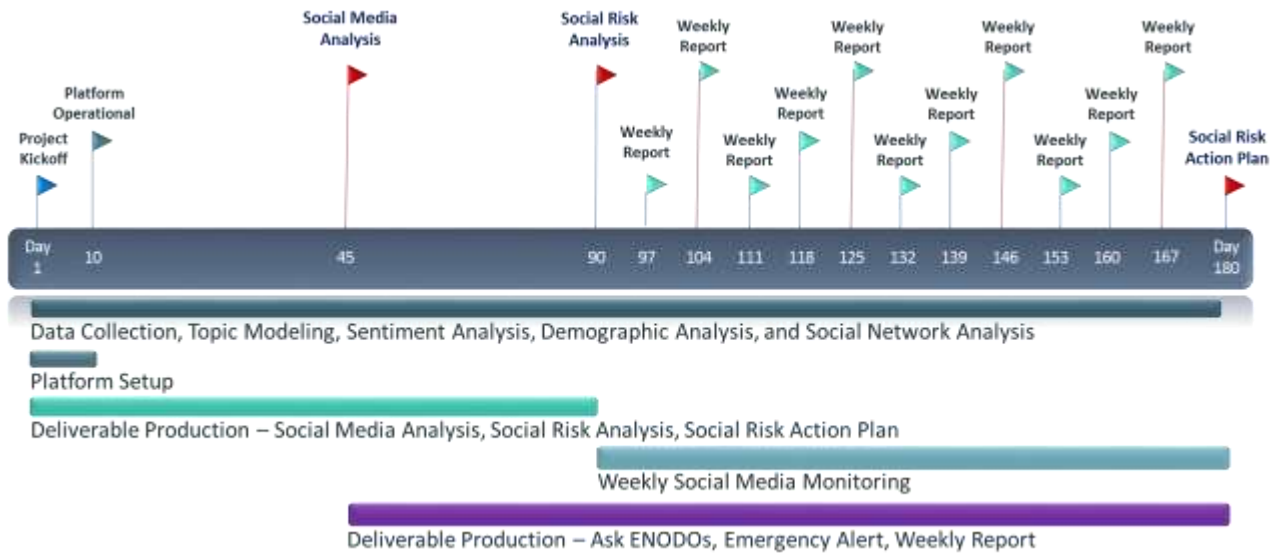 Social Media
Analysis
Social Risk
Analysis
Weekly
Report
Weekly
Report
Weekly
Report
Weekly
Report
Platform
Operational
Weekly
Report
Weekly
Report
Weekly
Report
Project
Kickoff
Weekly
Report
Weekly
Report
Weekly
Report
Weekly
Report
Social Risk
Action Plan
Day
1
10
45
90
97
104
111
118
125
132
139
146
153
160
167
Day
180
Data Collection, Topic Modeling, Sentiment Analysis, Demographic Analysis, and Social Network Analysis
Platform Setup
Deliverable Production – Social Media Analysis, Social Risk Analysis, Social Risk Action Plan
Weekly Social Media Monitoring
Deliverable Production – Ask ENODOs, Emergency Alert, Weekly Report